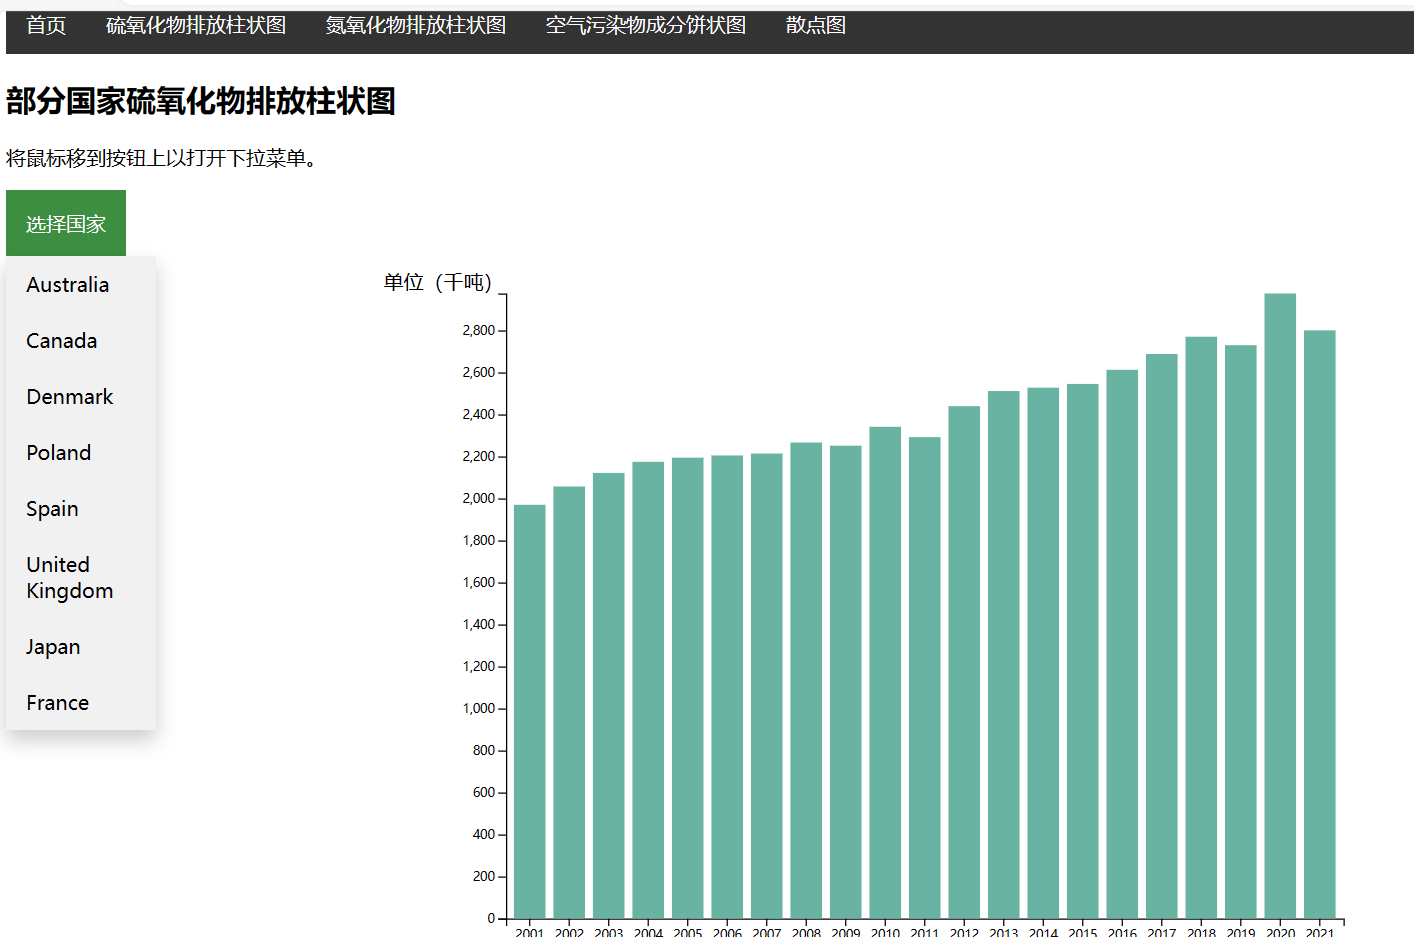 首页 硫氧化物排放柱状图 氮氧化物排放柱状图 空气污染物成分饼状图 散点图
部分国家硫氧化物排放柱状图
将鼠标移到按钮上以打开下拉菜单。
选择国家
Australia
Canada
Denmark
Poland
Spain
United
Kingdom
Japan
France
单位（千吨）
2,800
2,600
2,400
2,200
2,000
1,800
1,600
1,400
1,200
1,000
800
600
400
200
0
2001 2002 2003 2004 2005 2006 2007 2008 2009 2010 2011 2012 2013 2014 2015 2016 2017 2018 2019 2020 2021